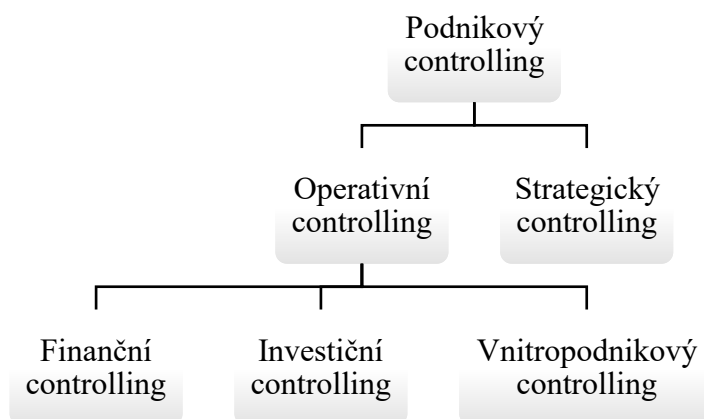 Podnikový
controlling
Operativní
controlling
Strategický
controlling
Finanční
controlling
Investiční
controlling
Vnitropodnikový
controlling